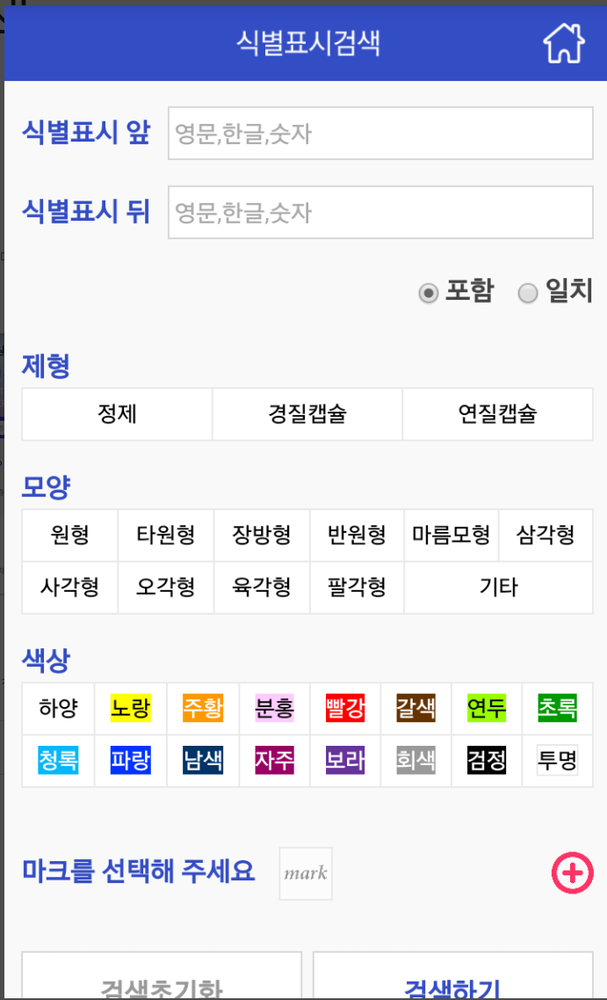 식별표시검색
식별표시 앞 영문,한글,숫자
식별표시 뒤 영문,한글,숫자
포함 일치
제형
정제 경질캡슐 연질캡슐
모양
원형 타원형 장방형 반원형 마름모형 삼각형
사각형 오각형 육각형 팔각형 기타
색상
하양 노랑 주황 분홍 빨강 갈색 연두 초록
청록 파랑 남색 자주 보라 회색 검정 투명
마크를 선택해 주세요 mark
검색초기화 검색하기